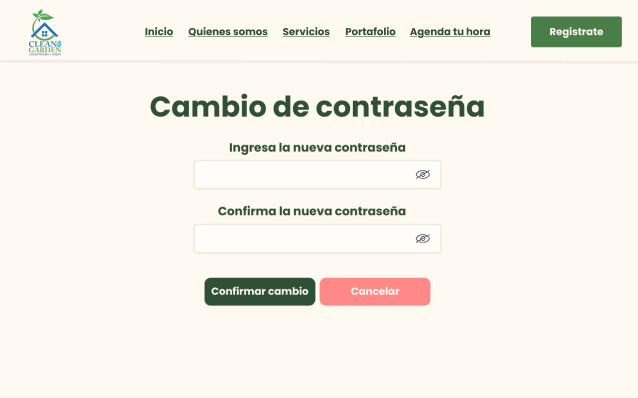 CLEAN
GARDEN
Inicio Quienes somos Servicios Portafolio Agenda tu hora
Registrate
Cambio de contraseña
Ingresa la nueva contraseña
Confirma la nueva contraseña
Confirmar cambio Cancelar